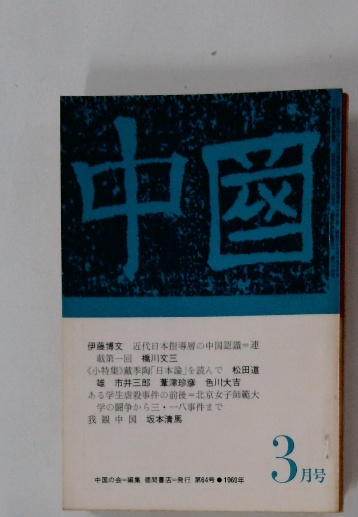 中國
伊藤博文 近代日本指導層の中国認識=連
載第一回 橋川文三
《小特集》戴季陶「日本論」を読んで 松田道
雄 市井三郎 葦津珍彦 色川大吉
ある学生虐殺事件の前後=北京女子師範大
学の闘争から三・一八事件まで
我観中国 坂本清馬
3月号
中国の会=編集 徳間書店=発行 第64号・1969年